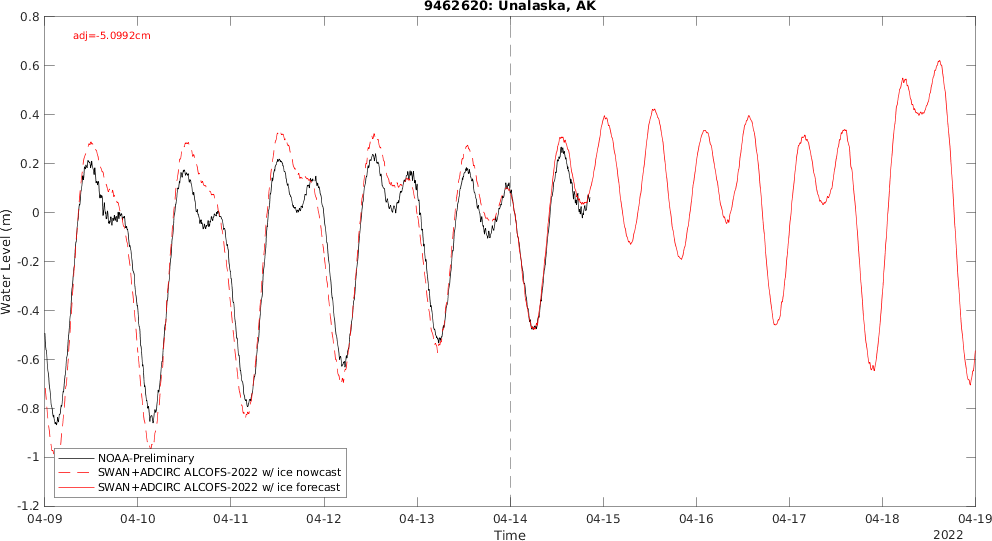 9462620: Unalaska, AK
adj=-5.0992cm
0.8
0.6
0.4
0.2
0
-0.2
-0.4
-0.6
-0.8
-1
-1.2
Water Level (m)
NOAA-Preliminary
SWAN+ADCIRC ALCOFS-2022 w/ ice nowcast
SWAN+ADCIRC ALCOFS-2022 w/ ice forecast
04-09 04-10 04-11 04-12 04-13 04-14 04-15 04-16 04-17 04-18 04-19
Time
2022